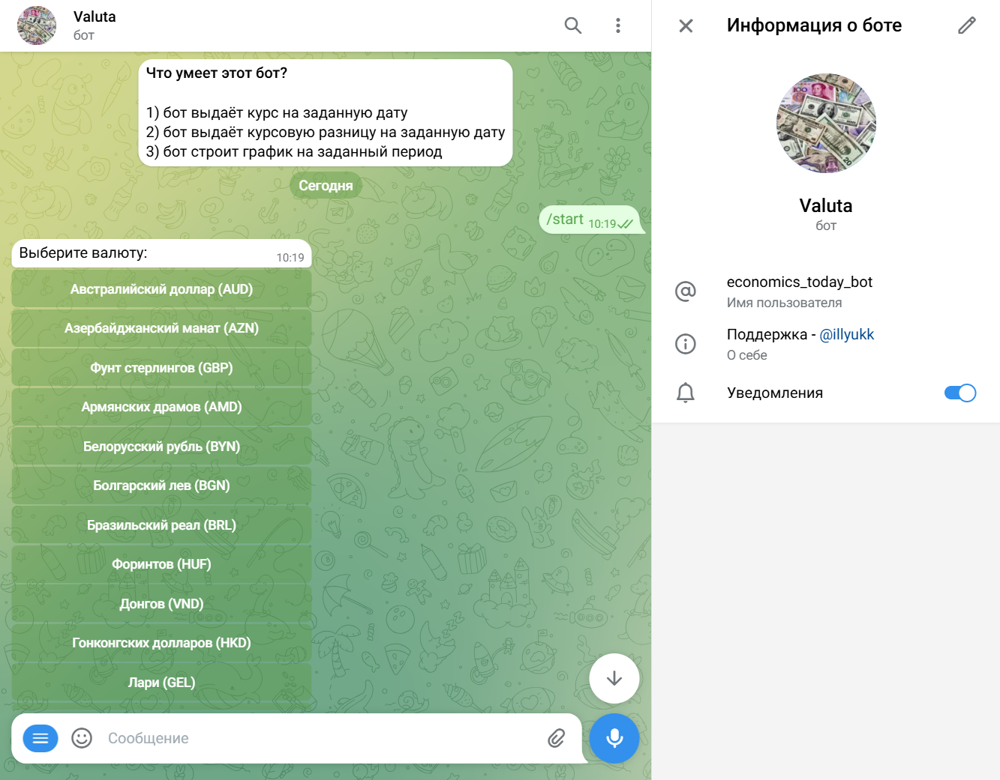 Valuta
бот
Что умеет этот бот?
1) бот выдаёт курс на заданную дату
2) бот выдаёт курсовую разницу на заданную дату
3) бот строит график на заданный период
Сегодня
/start 10:19
Выберите валюту: 10:19
Австралийский доллар (AUD)
Азербайджанский манат (AZN)
Фунт стерлингов (GBP)
Армянских драмов (AMD)
Белорусский рубль (BYN)
Болгарский лев (BGN)
Бразильский реал (BRL)
Форинтов (HUF)
Донгов (VND)
Гонконгских долларов (HKD)
Лари (GEL)
Сообщение
Информация о боте
Valuta
бот
economics_today_bot
Имя пользователя
Поддержка - @illyukk
О себе
Уведомления